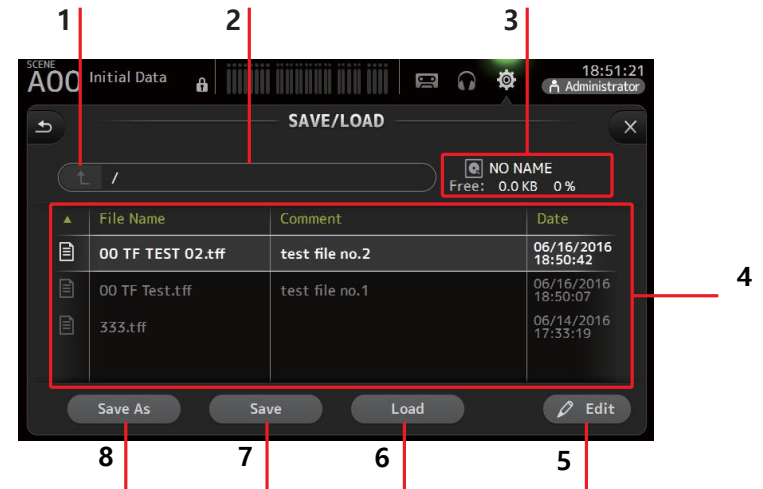 1 2 3
SCENE
A00 Initial Data
18:51:21
Administrator
SAVE/LOAD
/
NO NAME
Free: 0.0 KB 0 %
File Name Comment Date
00 TF TEST 02.tff test file no.2 06/16/2016
18:50:42
00 TF Test.tff test file no.1 06/16/2016
18:50:07
333.tff 06/14/2016
17:33:19
4
Save As Save Load Edit
8 7 6 5